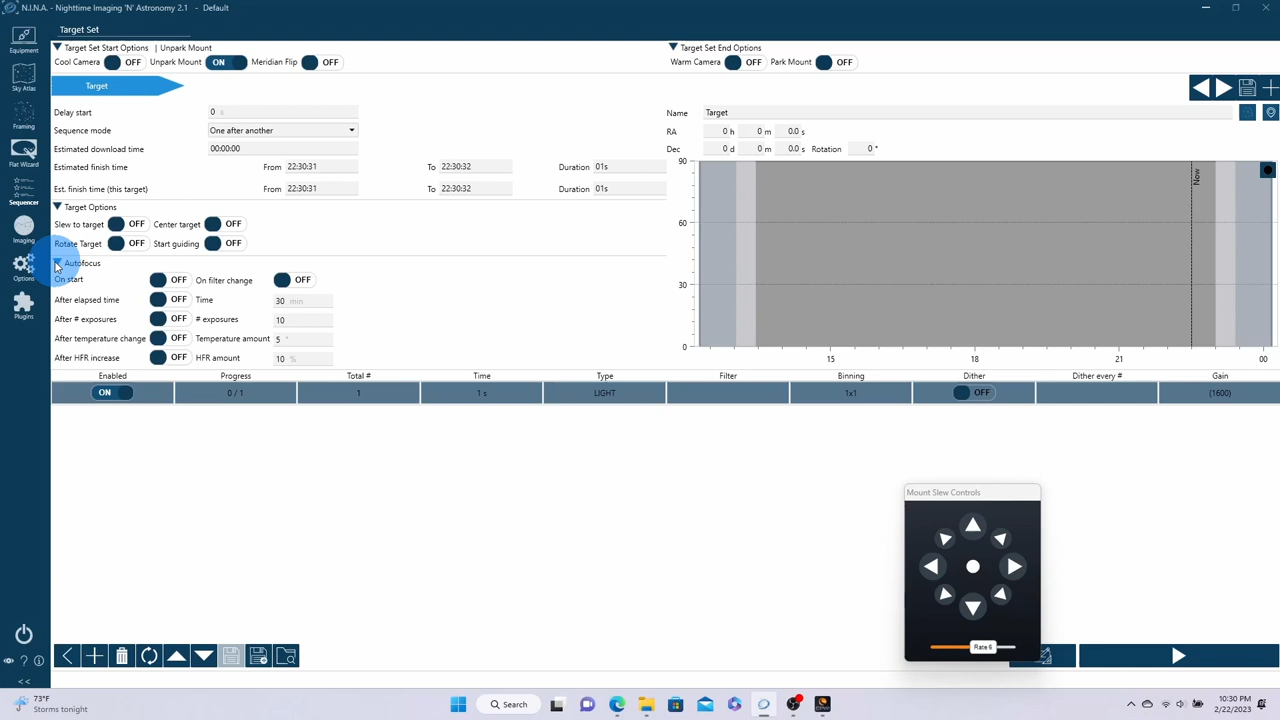 N.I.N.A. - Nighttime Imaging 'N' Astronomy 2.1 - Default
Target Set
Equipment
Sky Atlas
Framing
Flat Wizard
Sequencer
Imaging
Options
Plugins
<<
Target Set Start Options | Unpark Mount
Cool Camera OFF Unpark Mount ON Meridian Flip OFF
Target Set End Options
Warm Camera OFF Park Mount OFF
Target
Delay start 0 s
Sequence mode One after another
Estimated download time 00:00:00
Estimated finish time From 22:30:31 To 22:30:32 Duration 01s
Est. finish time (this target) From 22:30:31 To 22:30:32 Duration 01s
Target Options
Slew to target OFF Center target OFF
Rotate Target OFF Start guiding OFF
Autofocus
On start OFF On filter change OFF
After elapsed time OFF Time 30 min
After # exposures OFF # exposures 10
After temperature change OFF Temperature amount 5 °
After HFR increase OFF HFR amount 10 %
Name Target
RA 0 h 0 m 0.0 s
Dec 0 d 0 m 0.0 s Rotation 0 °
90
60
30
0
Now
15 18 21 00
Enabled Progress Total # Time Type Filter Binning Dither Dither every # Gain
ON 0 / 1 1 1 s LIGHT 1x1 OFF (1600)
Mount Slew Controls
Rate 6
73°F
Storms tonight
Search
10:30 PM
2/22/2023